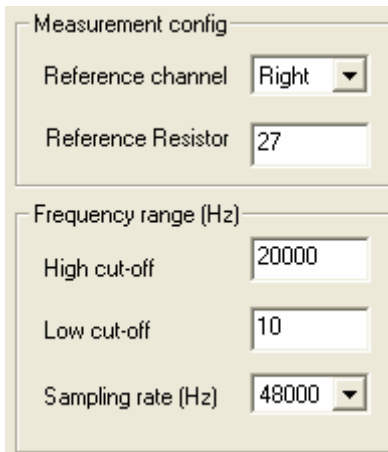 Measurement config
Reference channel Right
Reference Resistor 27
Frequency range (Hz)
High cut-off 20000
Low cut-off 10
Sampling rate (Hz) 48000